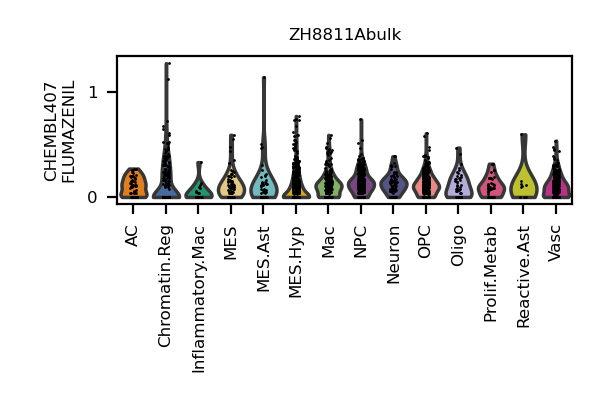 ZH8811Abulk
CHEMBL407
FLUMAZENIL
1
0
AC
Chromatin.Reg
Inflammatory.Mac
MES
MES.Ast
MES.Hyp
Mac
NPC
Neuron
OPC
Oligo
Prolif.Metab
Reactive.Ast
Vasc